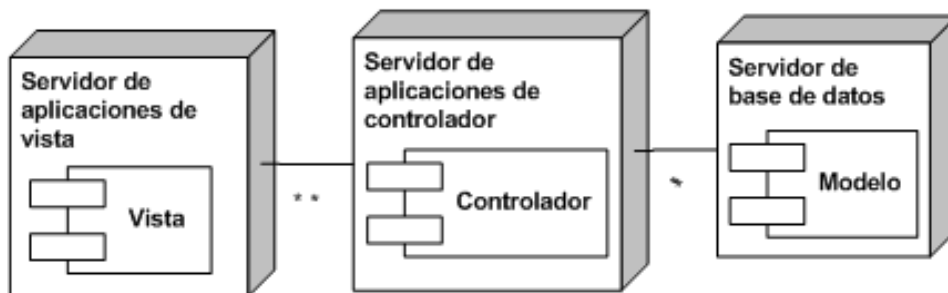 Servidor de
aplicaciones de
vista
Vista
* *
Servidor de
aplicaciones de
controlador
Controlador
*
Servidor de
base de datos
Modelo